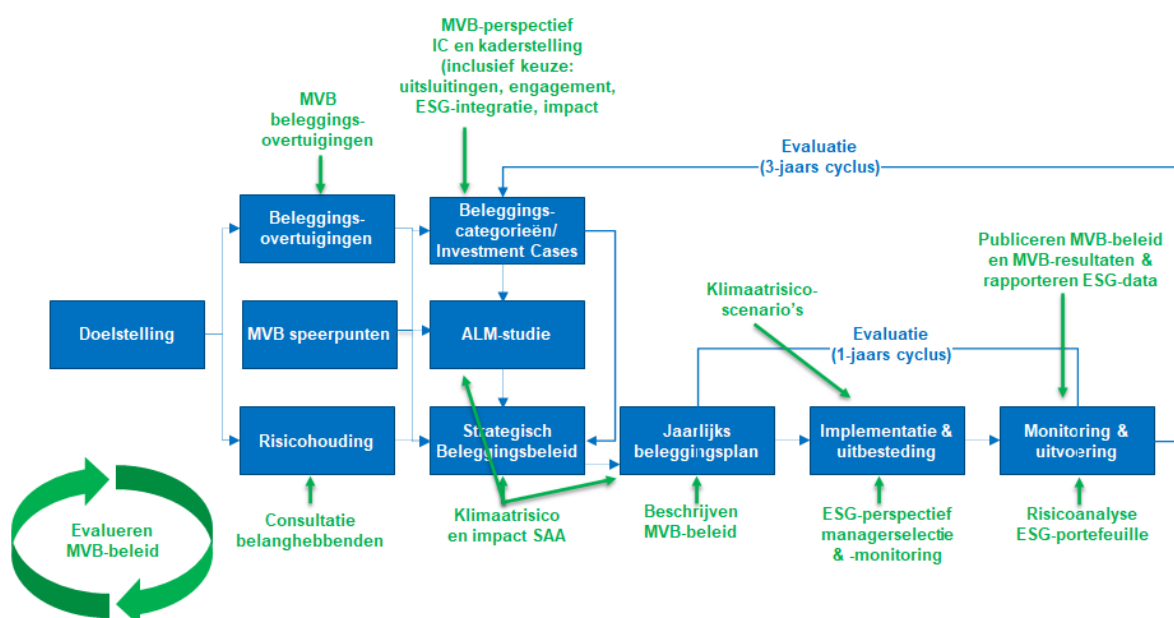 MVB-perspectief
IC en kaderstelling
(inclusief keuze:
uitsluitingen, engagement,
ESG-integratie, impact
MVB
beleggings-
overtuigingen
Evaluatie
(3-jaars cyclus)
Beleggings-
overtuigingen
Beleggings-
categorieën/
Investment Cases
Publiceren MVB-beleid
en MVB-resultaten &
rapporteren ESG-data
Klimaatrisico-
scenario's
Doelstelling
MVB speerpunten
ALM-studie
Evaluatie
(1-jaars cyclus)
Risicohouding
Strategisch
Beleggingsbeleid
Jaarlijks
beleggingsplan
Implementatie &
uitbesteding
Monitoring &
uitvoering
Evalueren
MVB-beleid
Consultatie
belanghebbenden
Klimaatrisico
en impact SAA
Beschrijven
MVB-beleid
ESG-perspectief
managerselectie
& -monitoring
Risicoanalyse
ESG-portefeuille